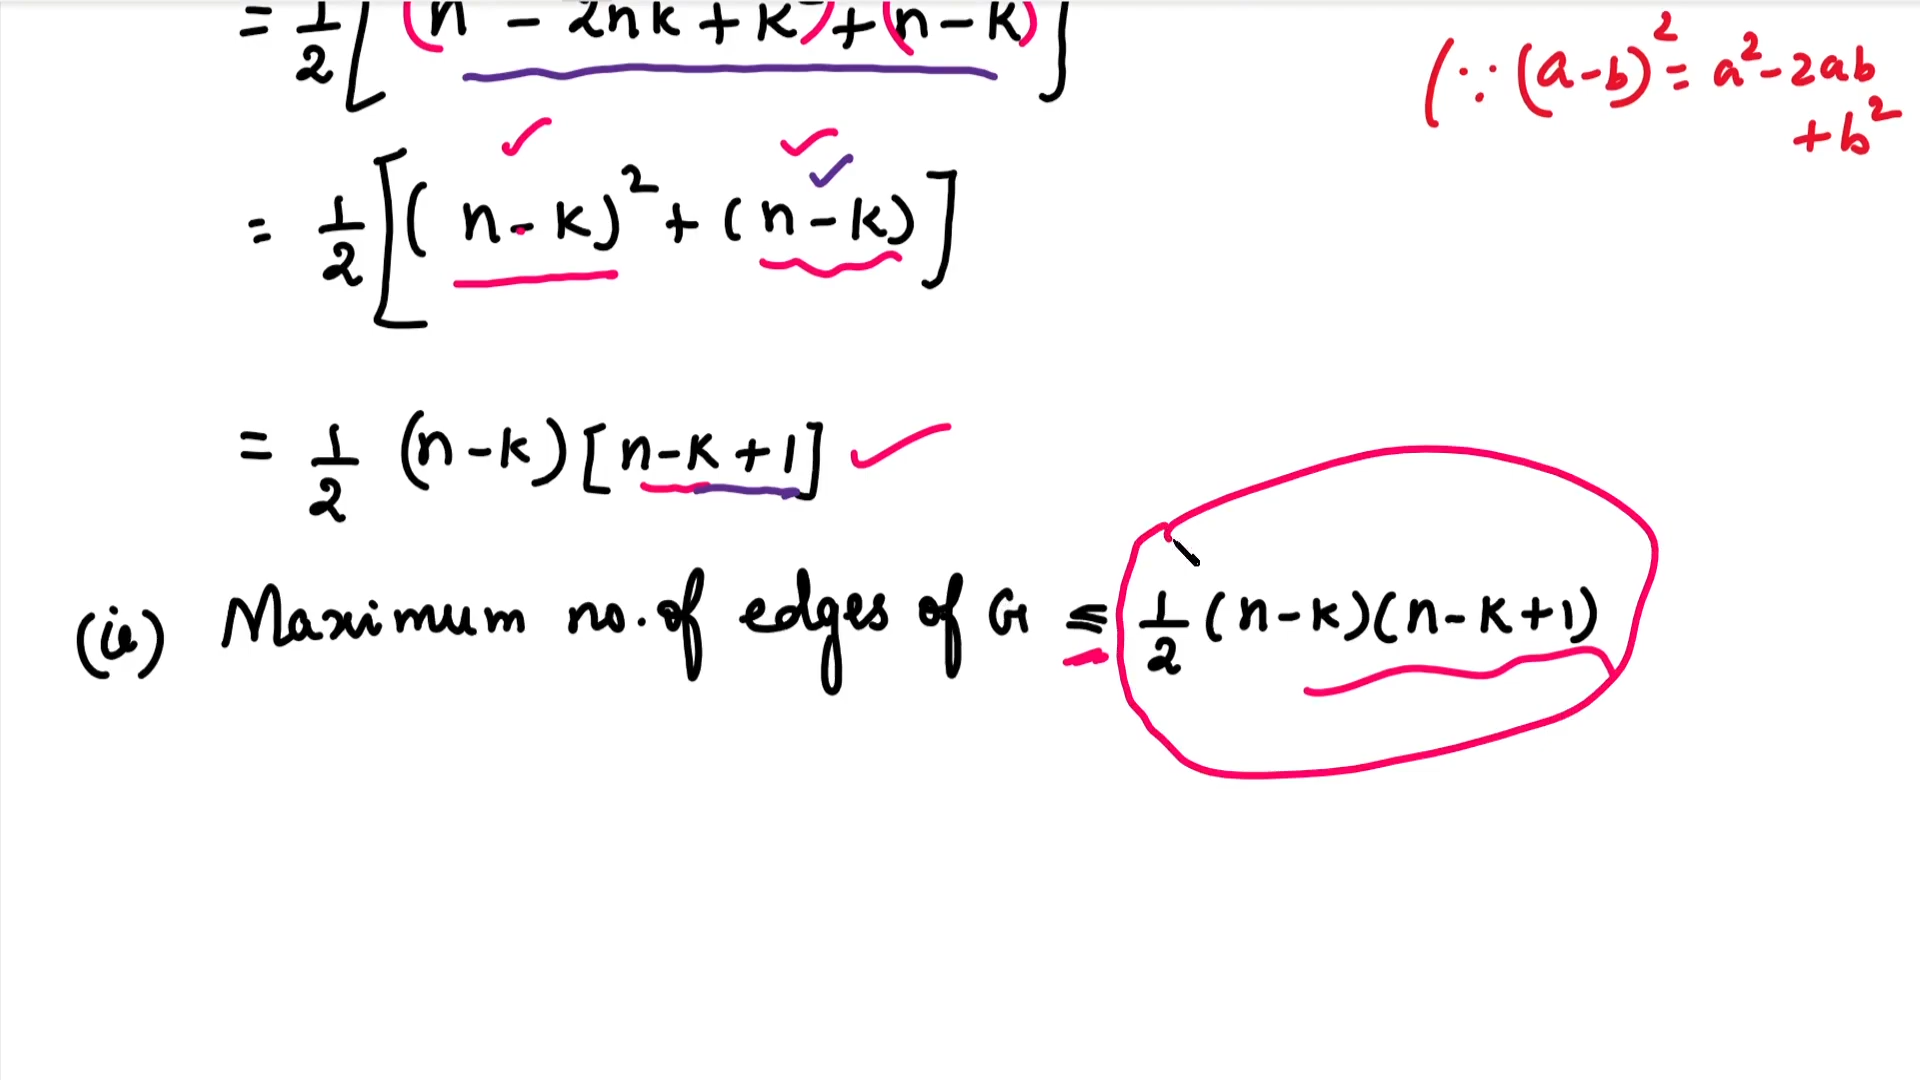 = 1/2 [ (n² - 2nk + k²) + (n-k) ]
(∵ (a-b)² = a² - 2ab
+ b²
= 1/2 [ (n-k)² + (n-k) ]
= 1/2 (n-k) [n-k+1]
(ie) Maximum no. of edges of G ≤ 1/2 (n-k)(n-k+1)